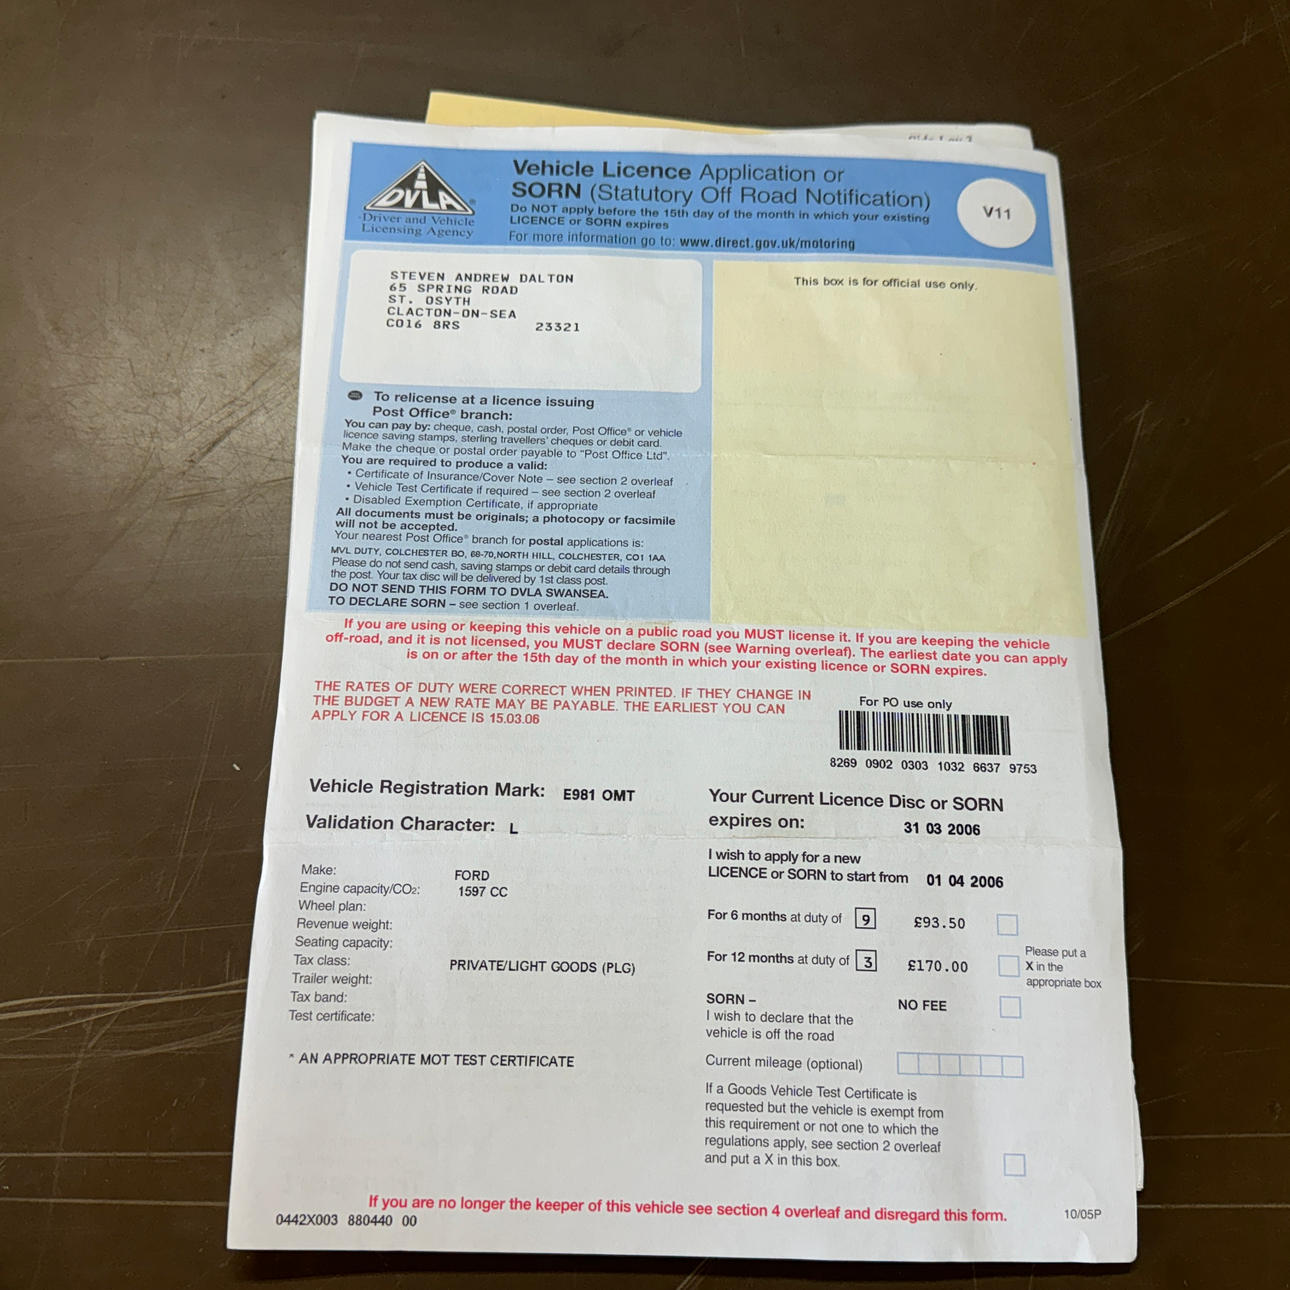 DVLA
Driver and Vehicle
Licensing Agency
Vehicle Licence Application or
SORN (Statutory Off Road Notification)
Do NOT apply before the 15th day of the month in which your existing
LICENCE or SORN expires
For more information go to: www.direct.gov.uk/motoring
V11
STEVEN ANDREW DALTON
65 SPRING ROAD
ST. OSYTH
CLACTON-ON-SEA
CO16 8RS 23321
This box is for official use only.
To relicense at a licence issuing
Post Office® branch:
You can pay by: cheque, cash, postal order, Post Office® or vehicle
licence saving stamps, sterling travellers' cheques or debit card.
Make the cheque or postal order payable to "Post Office Ltd".
You are required to produce a valid:
• Certificate of Insurance/Cover Note – see section 2 overleaf
• Vehicle Test Certificate if required – see section 2 overleaf
• Disabled Exemption Certificate, if appropriate
All documents must be originals; a photocopy or facsimile
will not be accepted.
Your nearest Post Office® branch for postal applications is:
MVL DUTY, COLCHESTER BO, 68-70,NORTH HILL, COLCHESTER, CO1 1AA
Please do not send cash, saving stamps or debit card details through
the post. Your tax disc will be delivered by 1st class post.
DO NOT SEND THIS FORM TO DVLA SWANSEA.
TO DECLARE SORN – see section 1 overleaf.
If you are using or keeping this vehicle on a public road you MUST license it. If you are keeping the vehicle
off-road, and it is not licensed, you MUST declare SORN (see Warning overleaf). The earliest date you can apply
is on or after the 15th day of the month in which your existing licence or SORN expires.
THE RATES OF DUTY WERE CORRECT WHEN PRINTED. IF THEY CHANGE IN
THE BUDGET A NEW RATE MAY BE PAYABLE. THE EARLIEST YOU CAN
APPLY FOR A LICENCE IS 15.03.06
For PO use only
8269 0902 0303 1032 6637 9753
Vehicle Registration Mark: E981 OMT
Validation Character: L
Your Current Licence Disc or SORN
expires on: 31 03 2006
I wish to apply for a new
LICENCE or SORN to start from 01 04 2006
Make: FORD
Engine capacity/CO2: 1597 CC
Wheel plan:
Revenue weight:
Seating capacity:
Tax class: PRIVATE/LIGHT GOODS (PLG)
Trailer weight:
Tax band:
Test certificate:
* AN APPROPRIATE MOT TEST CERTIFICATE
For 6 months at duty of 9 £93.50
For 12 months at duty of 3 £170.00
Please put a
X in the
appropriate box
SORN – NO FEE
I wish to declare that the
vehicle is off the road
Current mileage (optional)
If a Goods Vehicle Test Certificate is
requested but the vehicle is exempt from
this requirement or not one to which the
regulations apply, see section 2 overleaf
and put a X in this box.
If you are no longer the keeper of this vehicle see section 4 overleaf and disregard this form.
0442X003 880440 00
10/05P